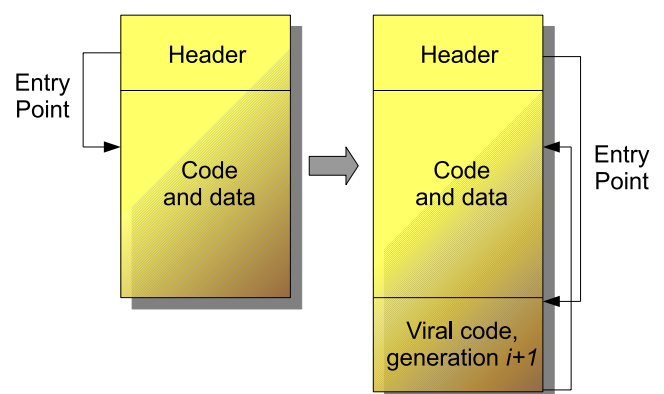 Header
Entry
Point
Code
and data
Header
Entry
Point
Code
and data
Viral code,
generation i+1